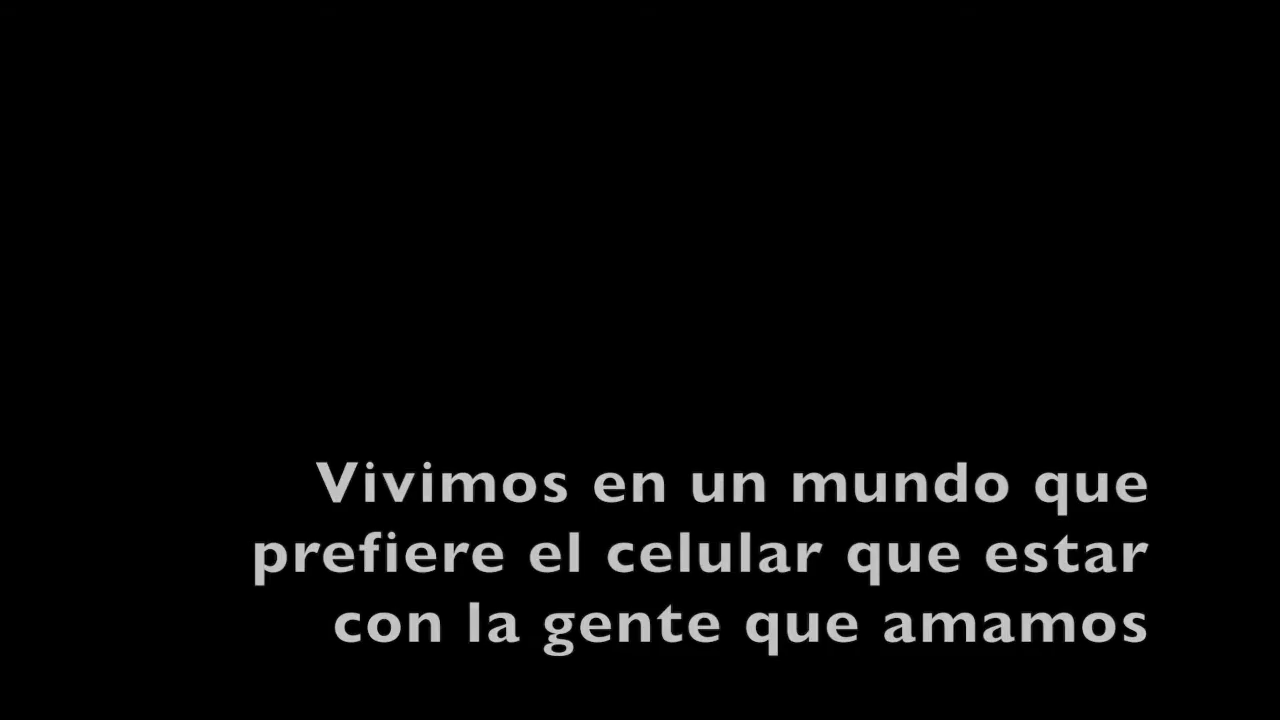 Vivimos en un mundo que
prefiere el celular que estar
con la gente que amamos